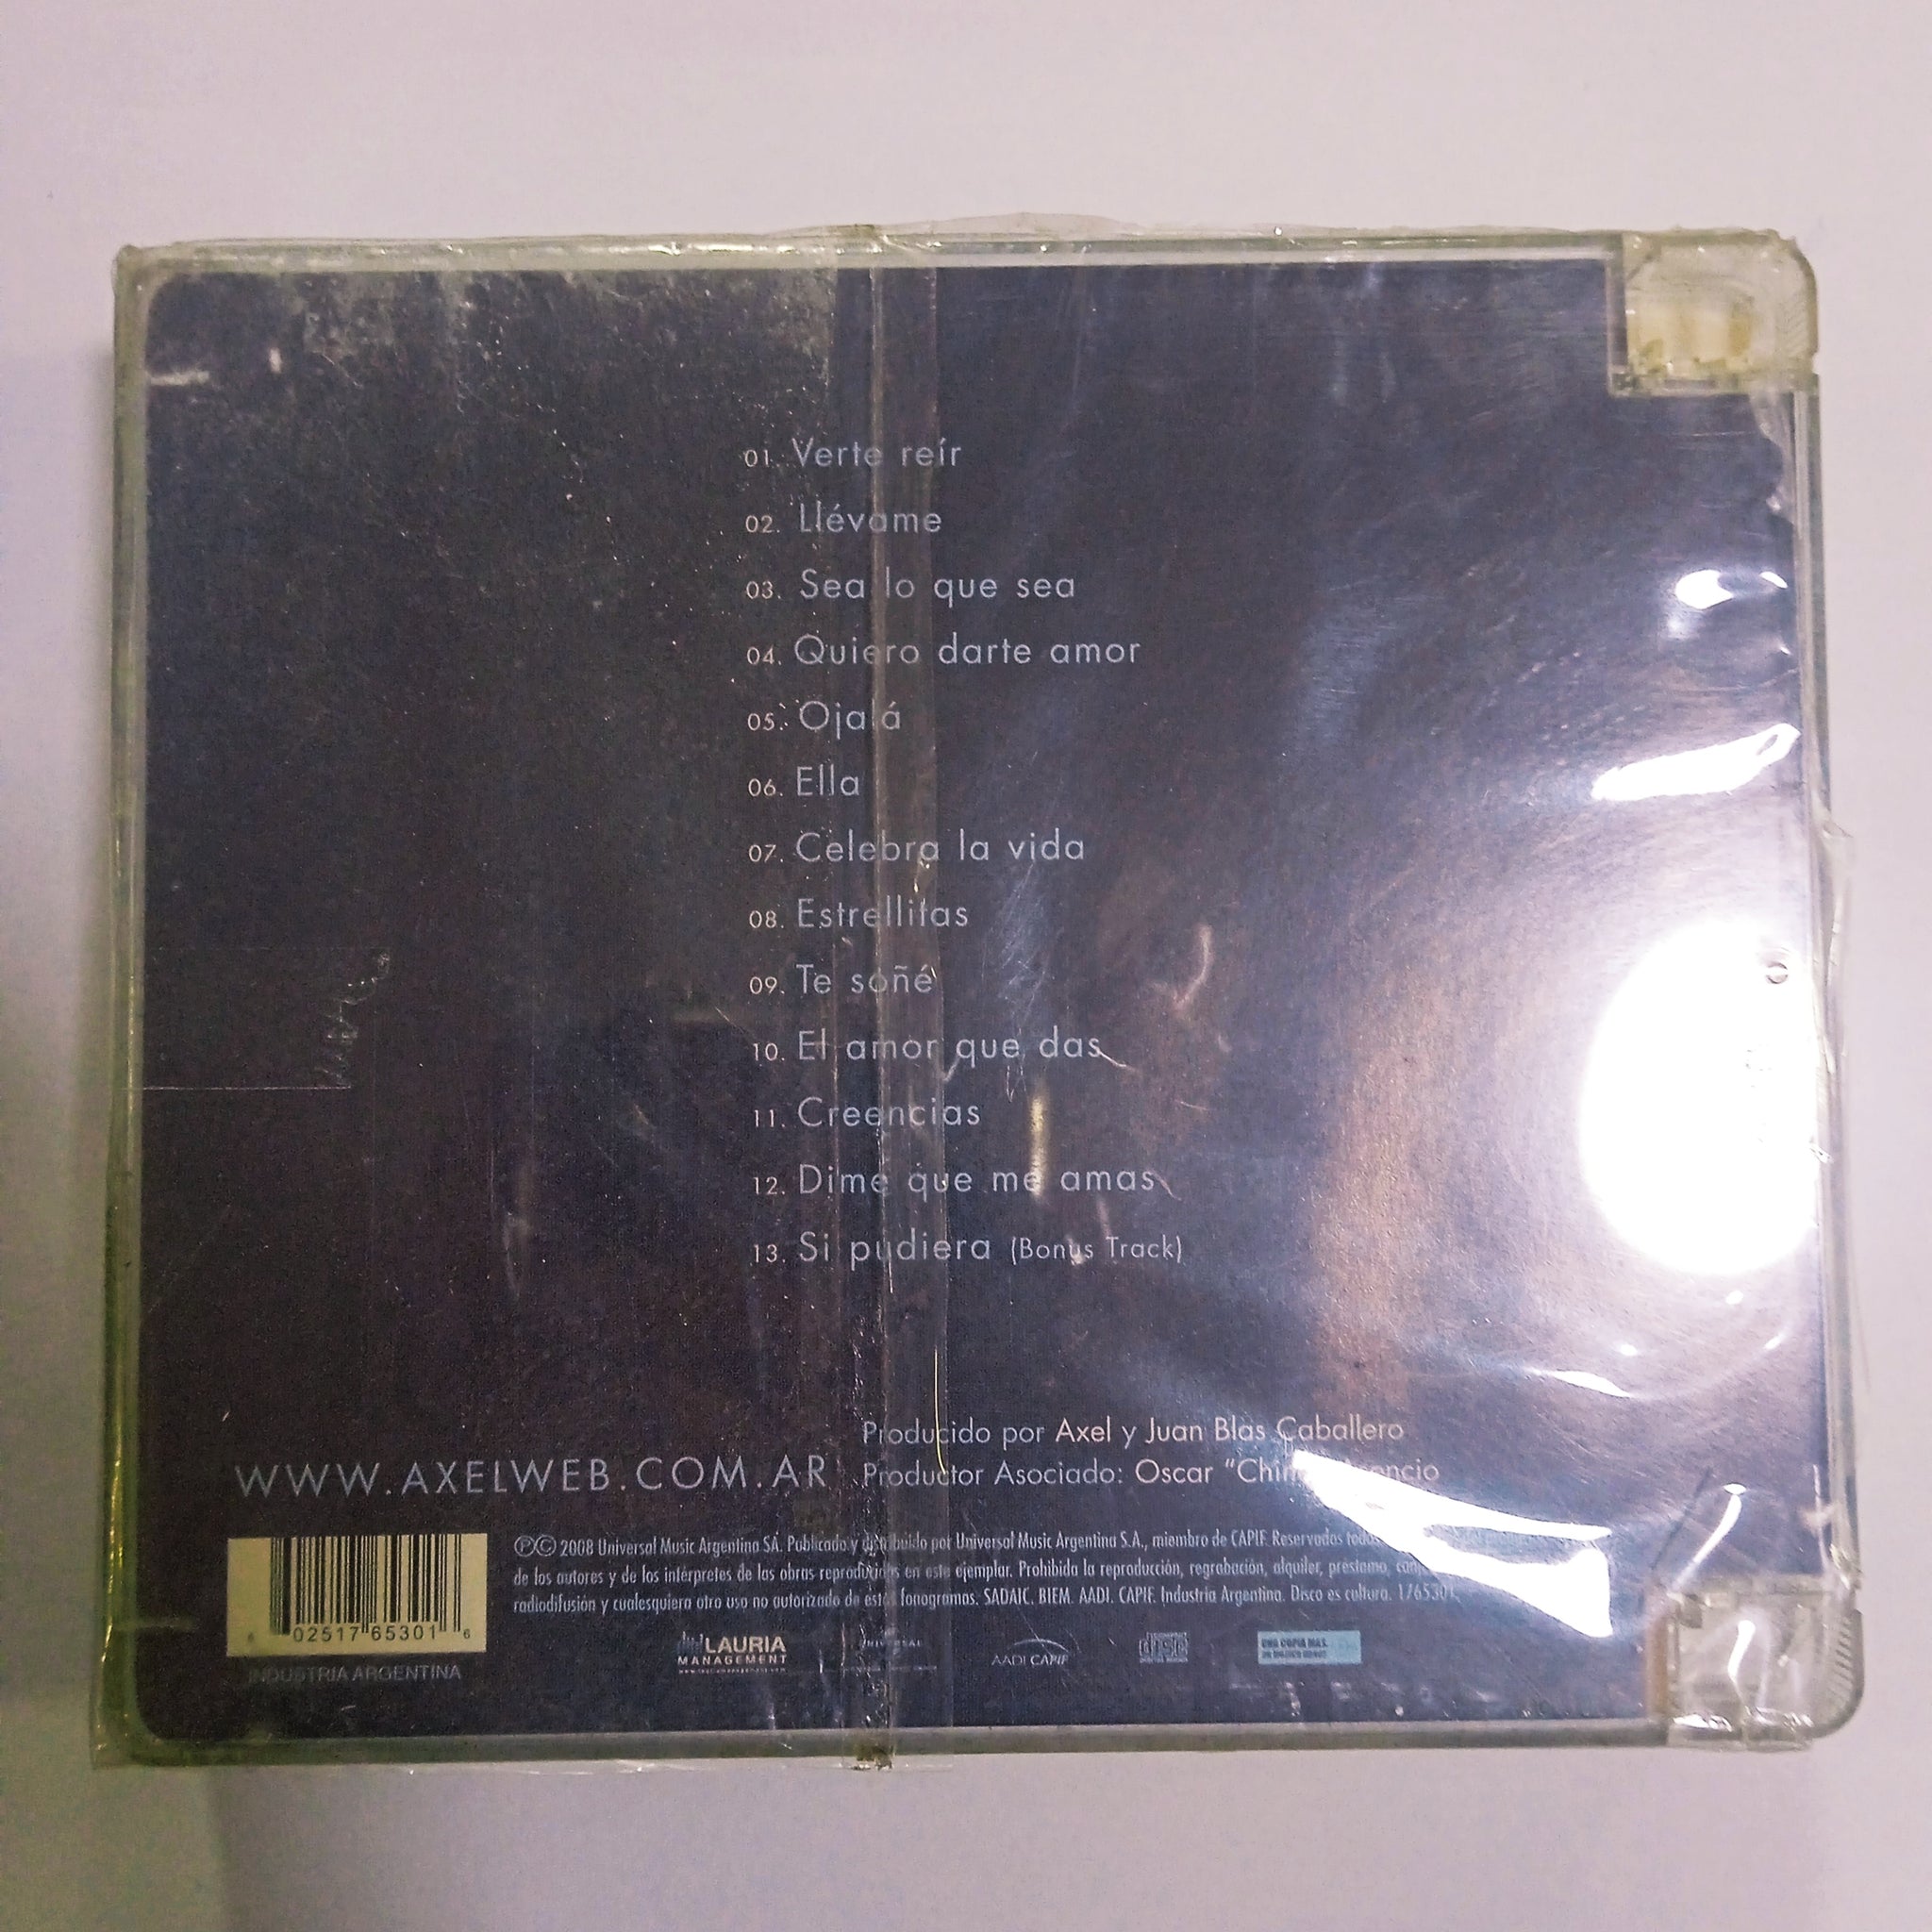 01. Verte reír
02. Llévame
03. Sea lo que sea
04. Quiero darte amor
05. Ojalá
06. Ella
07. Celebra la vida
08. Estrellitas
09. Te soñé
10. El amor que das
11. Creencias
12. Dime que me amas
13. Si pudiera (Bonus Track)
Producido por Axel y Juan Blas Caballero
WWW.AXELWEB.COM.AR
Productor Asociado: Oscar
℗© 2008 Universal Music Argentina SA. Publicado y distribuido por Universal Music Argentina S.A., miembro de CAPIF. Reservados todos
de los autores y de los intérpretes de las obras reproducidas en este ejemplar. Prohibida la reproducción, regrabación, alquiler, préstamo,
radiodifusión y cualesquiera otro uso no autorizado de estos fonogramas. SADAIC. BIEM. AADI. CAPIF. Industria Argentina. Disco es cultura. 1765301
02517 65301 6
INDUSTRIA ARGENTINA
LAURIA
MANAGEMENT
UNIVERSAL
AADI CAPIF
disc